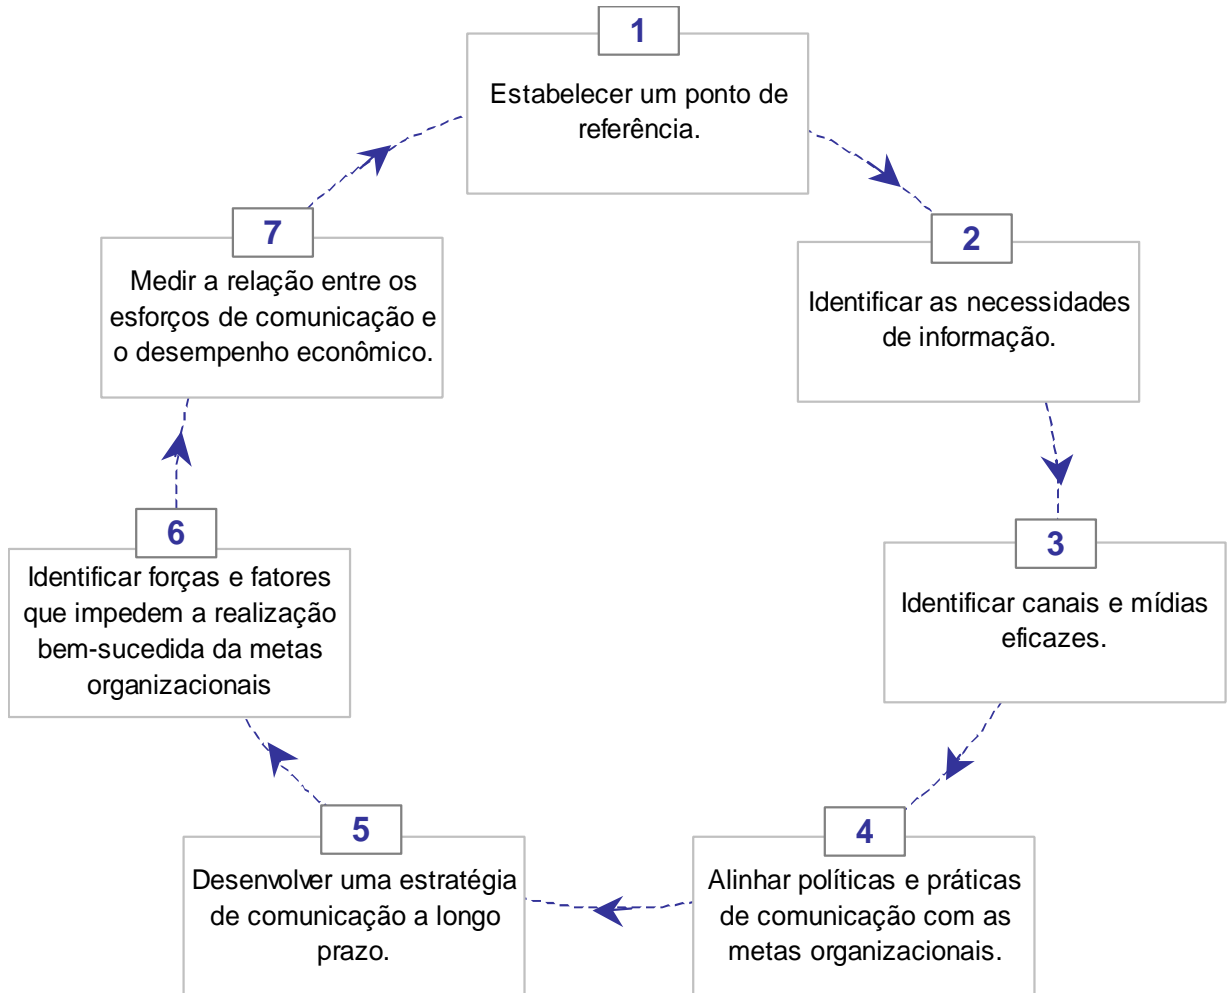 1
Estabelecer um ponto de
referência.
2
Identificar as necessidades
de informação.
3
Identificar canais e mídias
eficazes.
4
Alinhar políticas e práticas
de comunicação com as
metas organizacionais.
5
Desenvolver uma estratégia
de comunicação a longo
prazo.
6
Identificar forças e fatores
que impedem a realização
bem-sucedida da metas
organizacionais
7
Medir a relação entre os
esforços de comunicação e
o desempenho econômico.